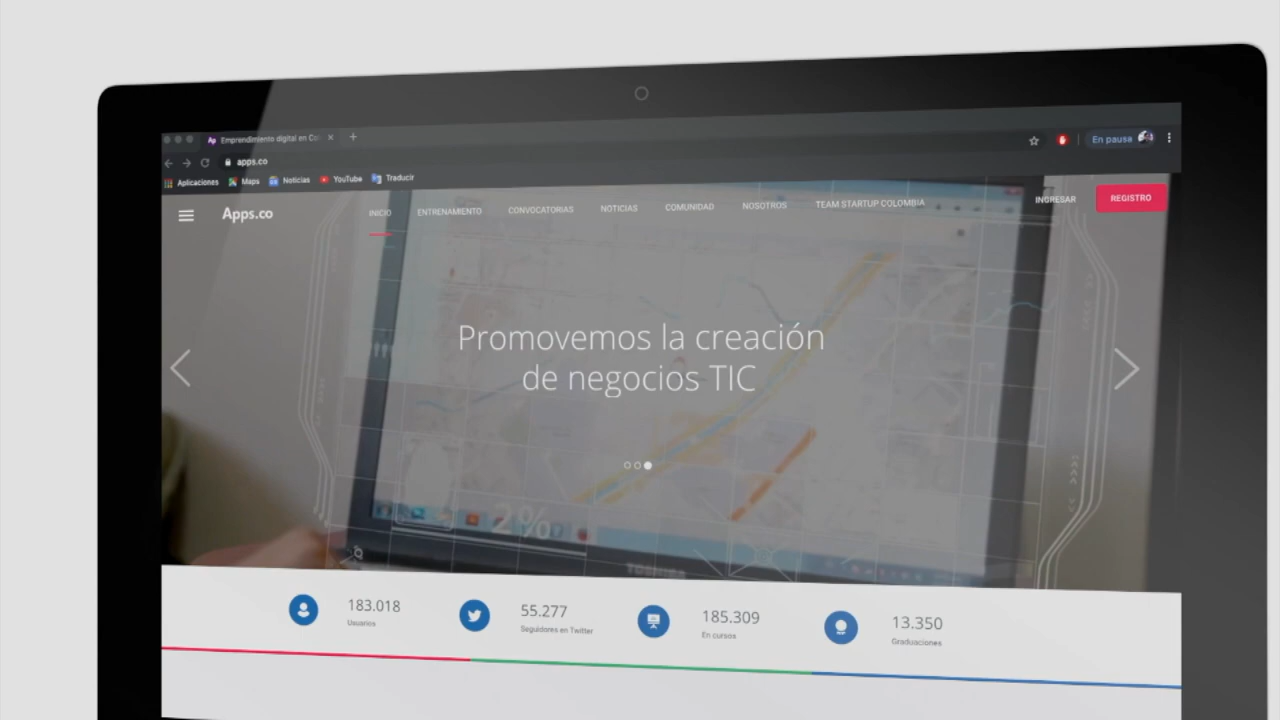 Emprendimiento digital en Co
apps.co
En pausa
Aplicaciones Maps Noticias YouTube Traducir
Apps.co INICIO ENTRENAMIENTO CONVOCATORIAS NOTICIAS COMUNIDAD NOSOTROS TEAM STARTUP COLOMBIA INGRESAR REGISTRO
Promovemos la creación
de negocios TIC
2%
TOSHIBA
183.018 55.277 185.309 13.350
Usuarios Seguidores en Twitter En cursos Graduaciones